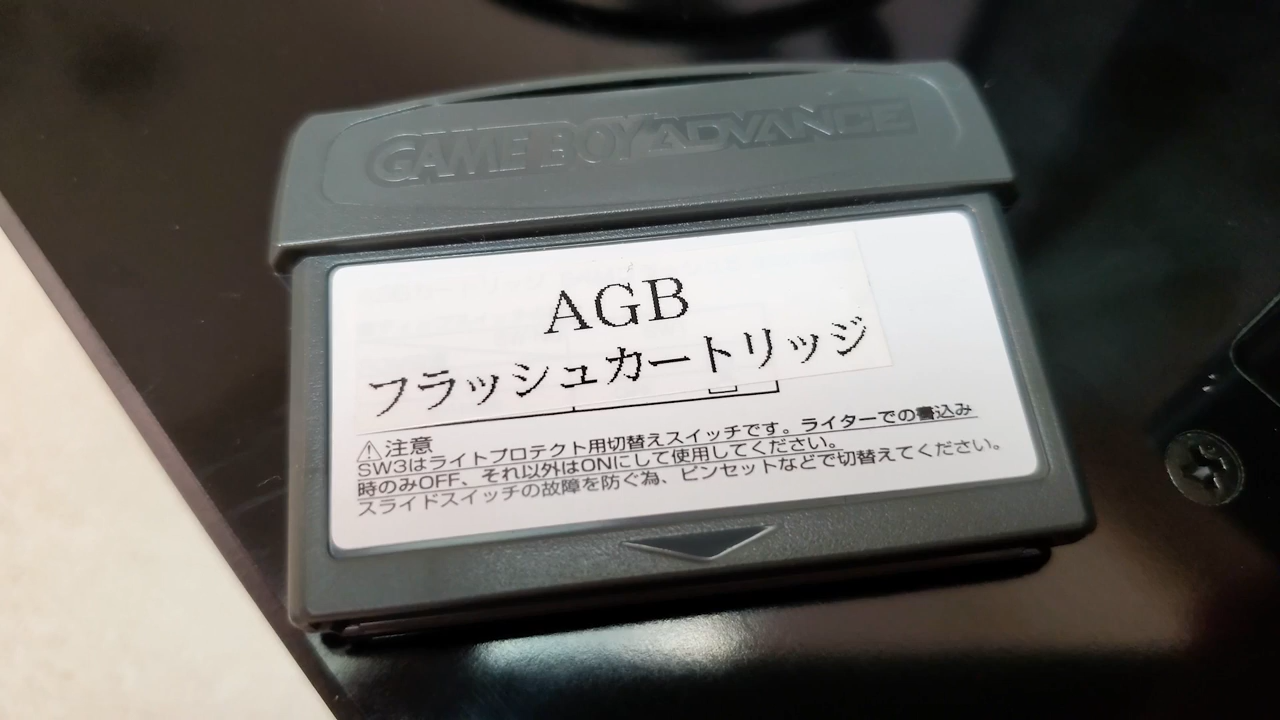 GAME BOY ADVANCE
AGB
フラッシュカートリッジ
⚠注意
SW3はライトプロテクト用切替えスイッチです。ライターでの書込み
時のみOFF、それ以外はONにして使用してください。
スライドスイッチの故障を防ぐ為、ピンセットなどで切替えてください。